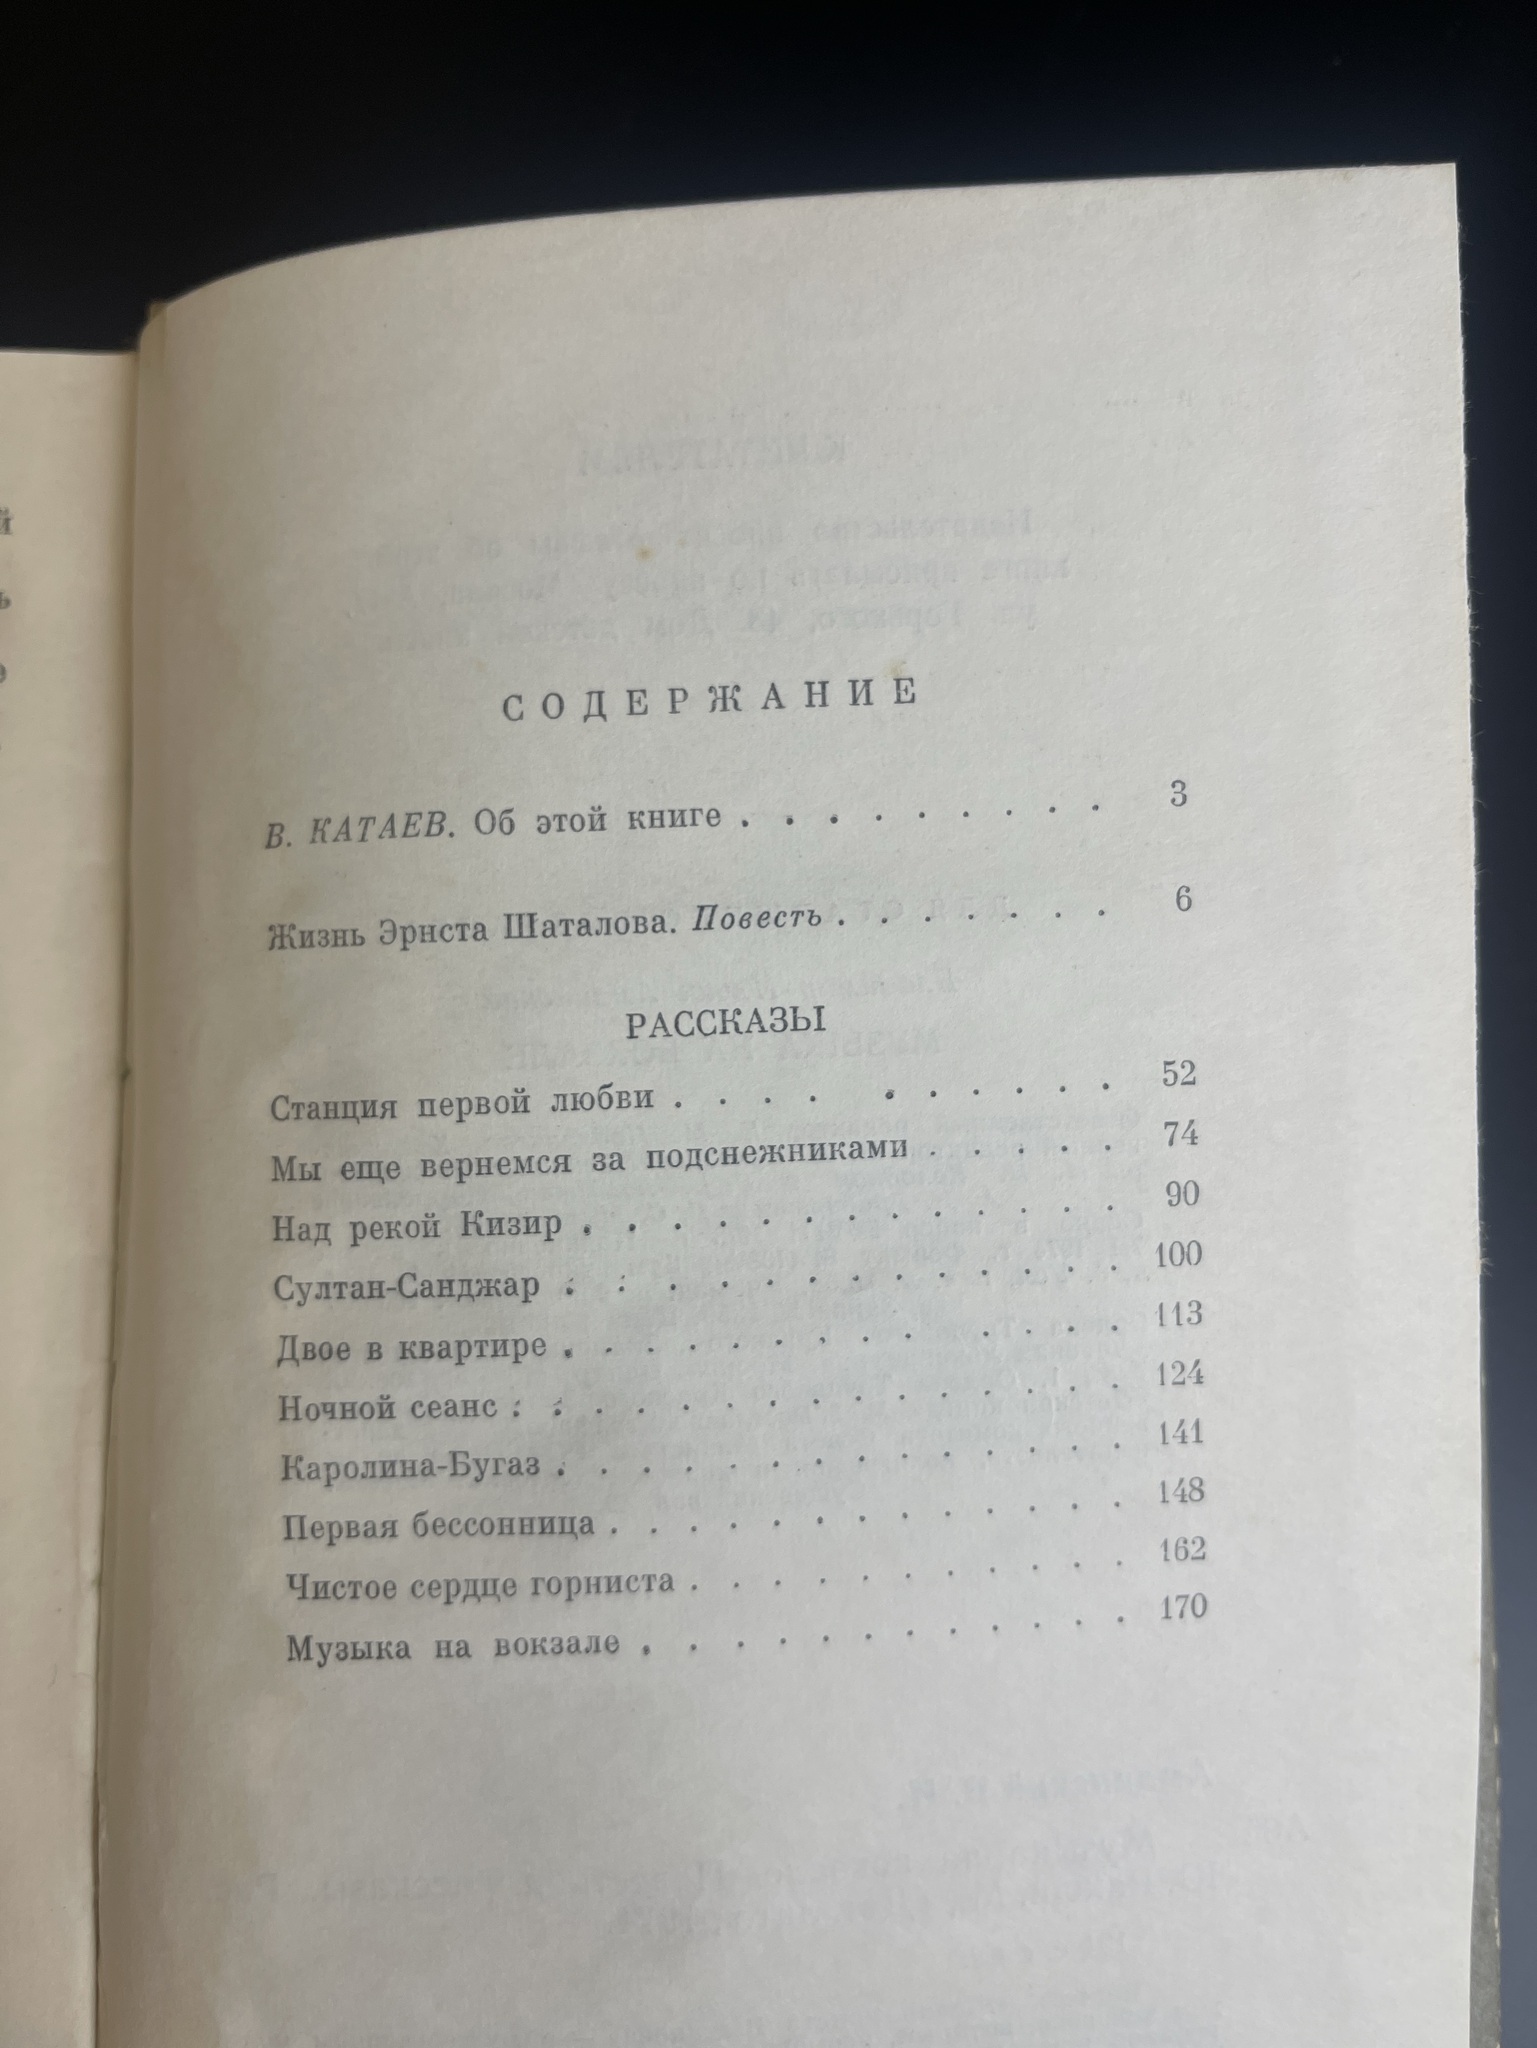 СОДЕРЖАНИЕ
В. КАТАЕВ. Об этой книге . . . . . . . . . 3
Жизнь Эрнста Шаталова. Повесть . . . . . . . 6
РАССКАЗЫ
Станция первой любви . . . . . . . . . . 52
Мы еще вернемся за подснежниками . . . . . 74
Над рекой Кизир . . . . . . . . . . . . . 90
Султан-Санджар . . . . . . . . . . . . . 100
Двое в квартире . . . . . . . . . . . . . 113
Ночной сеанс . . . . . . . . . . . . . . 124
Каролина-Бугаз . . . . . . . . . . . . . 141
Первая бессонница . . . . . . . . . . . . 148
Чистое сердце горниста . . . . . . . . . . 162
Музыка на вокзале . . . . . . . . . . . . 170